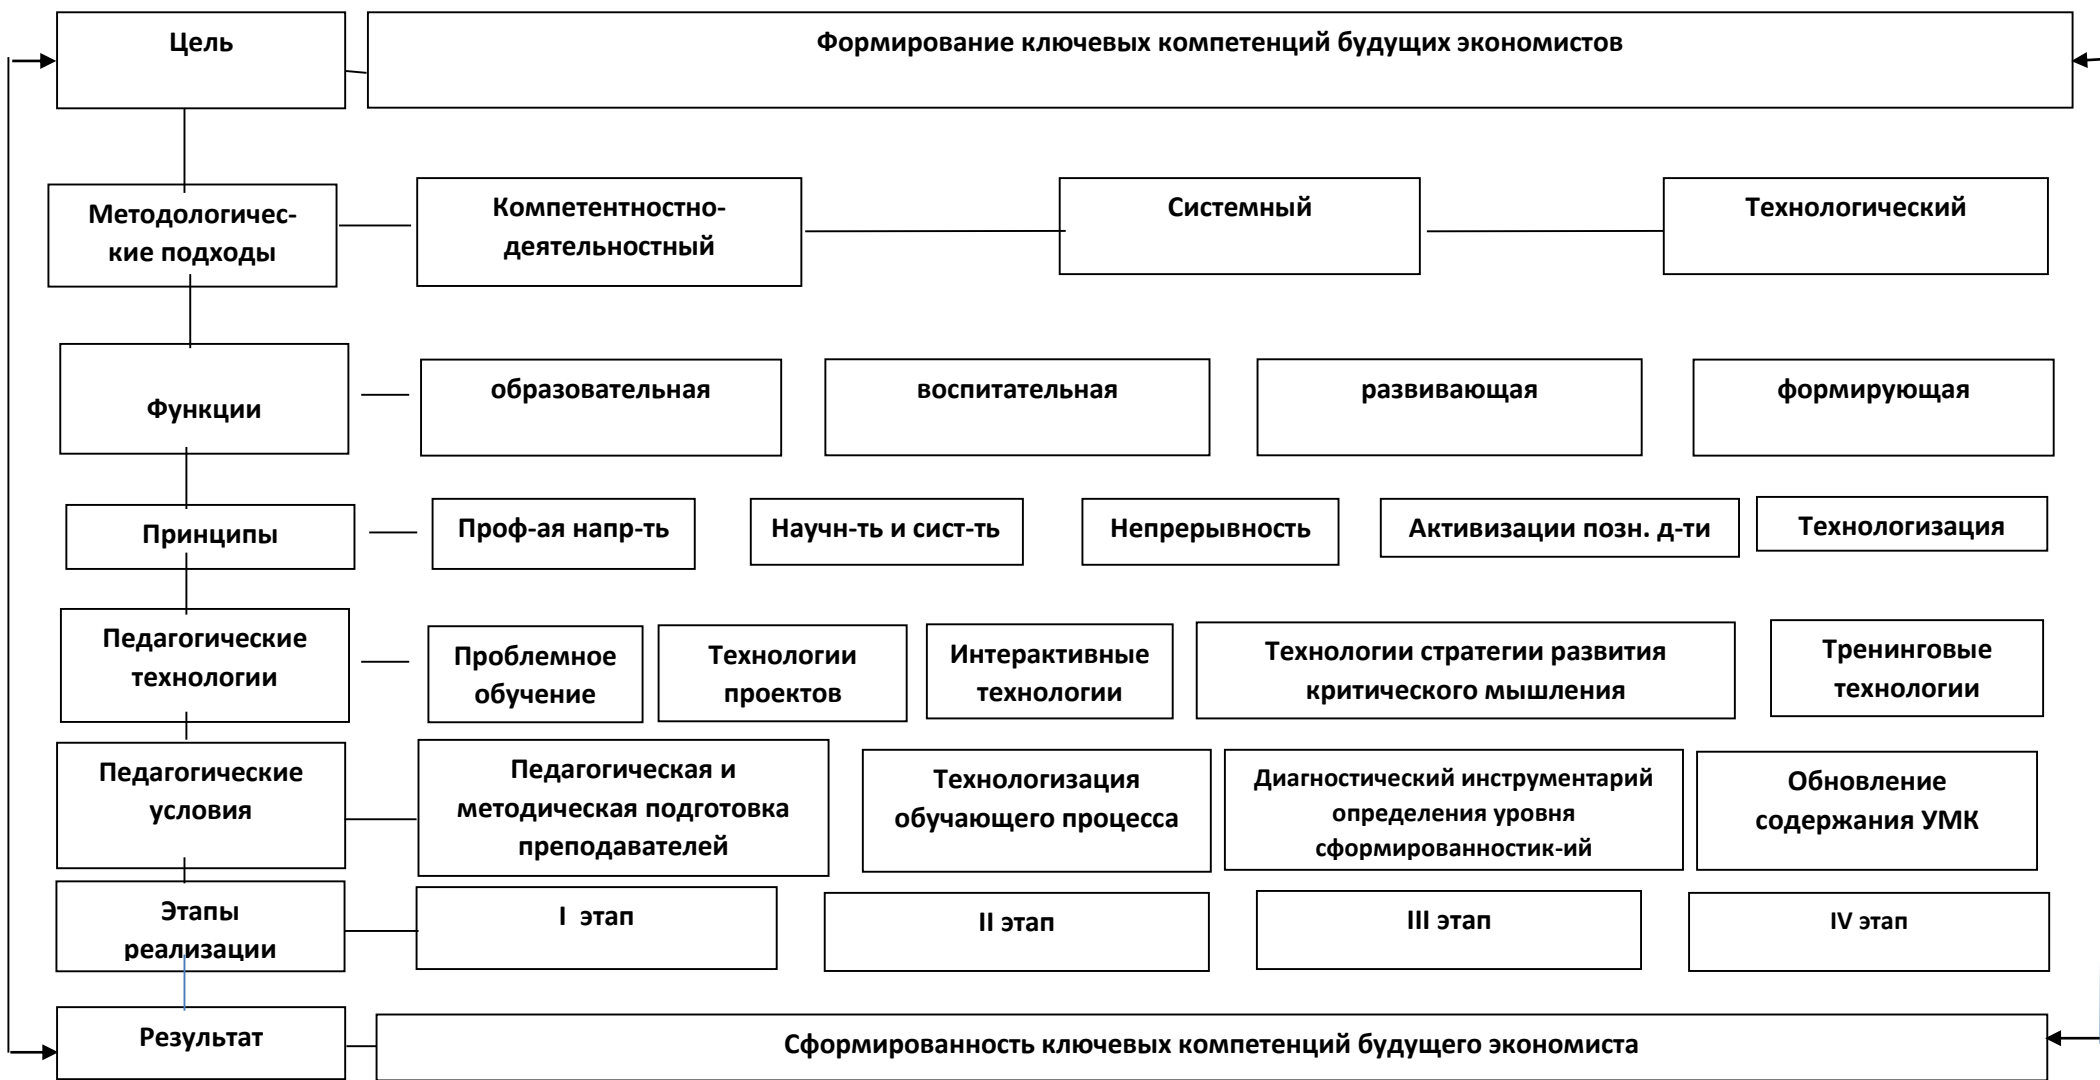 Цель
Формирование ключевых компетенций будущих экономистов
Методологичес-
кие подходы
Компетентностно-
деятельностный
Системный
Технологический
Функции
образовательная
воспитательная
развивающая
формирующая
Принципы
Проф-ая напр-ть
Научн-ть и сист-ть
Непрерывность
Активизации позн. д-ти
Технологизация
Педагогические
технологии
Проблемное
обучение
Технологии
проектов
Интерактивные
технологии
Технологии стратегии развития
критического мышления
Тренинговые
технологии
Педагогические
условия
Педагогическая и
методическая подготовка
преподавателей
Технологизация
обучающего процесса
Диагностический инструментарий
определения уровня
сформированностик-ий
Обновление
содержания УМК
Этапы
реализации
I этап
II этап
III этап
IV этап
Результат
Сформированность ключевых компетенций будущего экономиста